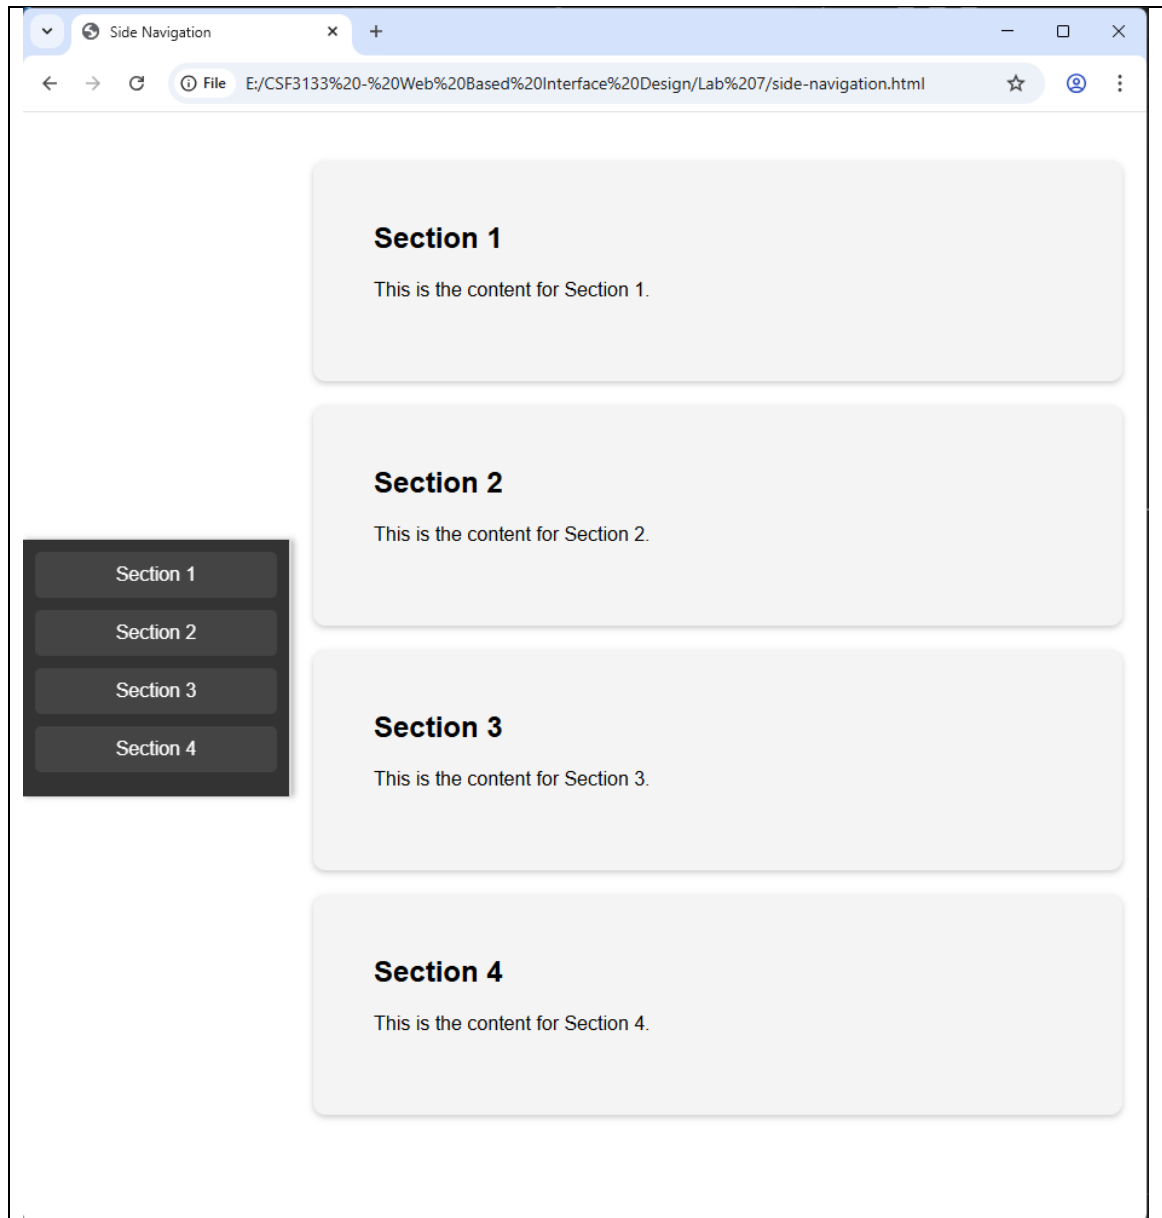 Side Navigation
File E:/CSF3133%20-%20Web%20Based%20Interface%20Design/Lab%207/side-navigation.html
Section 1
This is the content for Section 1.
Section 2
This is the content for Section 2.
Section 1
Section 2
Section 3
Section 4
Section 3
This is the content for Section 3.
Section 4
This is the content for Section 4.